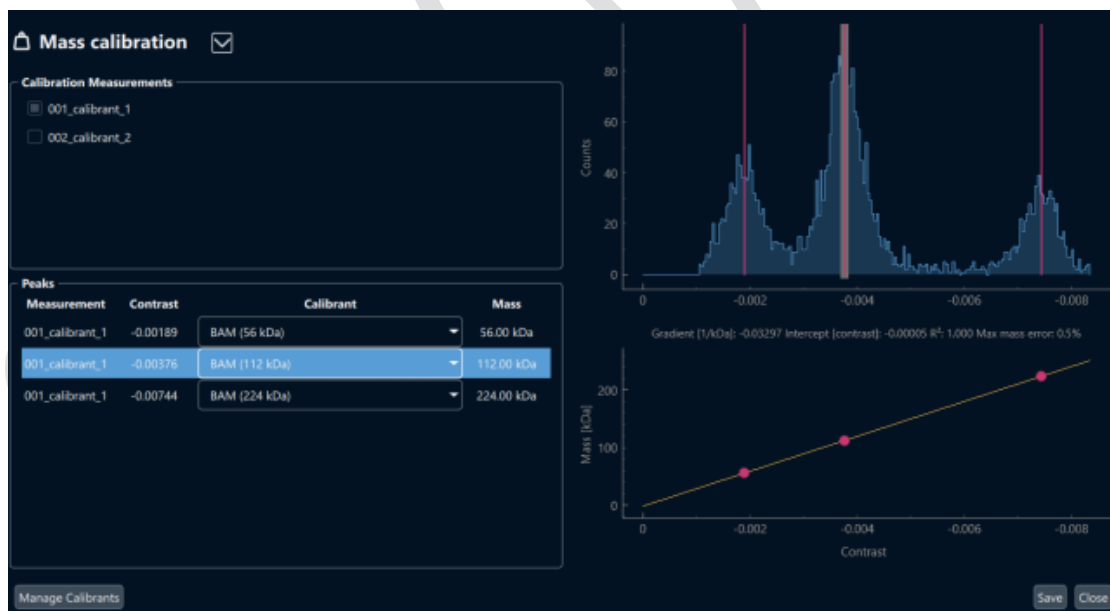 Mass calibration
Calibration Measurements
001_calibrant_1
002_calibrant_2
Peaks
Measurement Contrast Calibrant Mass
001_calibrant_1 -0.00189 BAM (56 kDa) 56.00 kDa
001_calibrant_1 -0.00376 BAM (112 kDa) 112.00 kDa
001_calibrant_1 -0.00744 BAM (224 kDa) 224.00 kDa
Manage Calibrants
Counts
80
60
40
20
0
0 -0.002 -0.004 -0.006 -0.008
Gradient [1/kDa]: -0.03297 Intercept [contrast]: -0.00005 R²: 1.000 Max mass error: 0.5%
Mass [kDa]
200
100
0
0 -0.002 -0.004 -0.006 -0.008
Contrast
Save Close